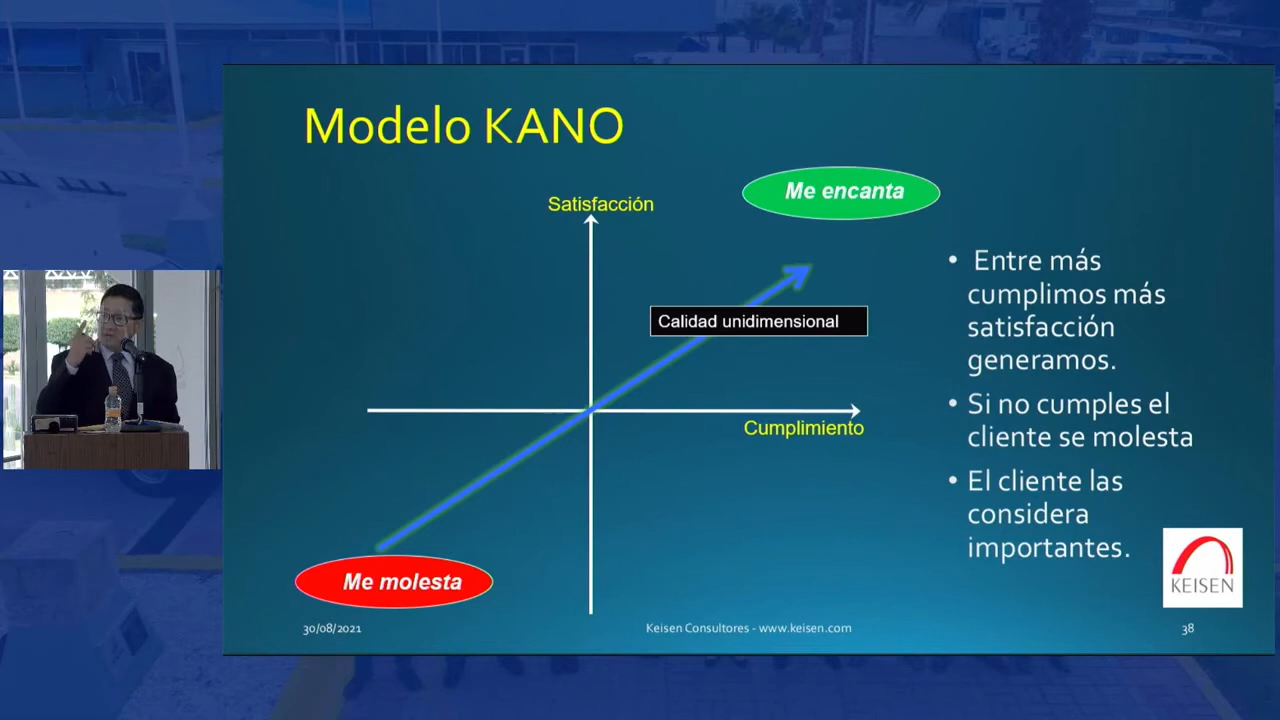 Modelo KANO
Me encanta
Satisfacción
• Entre más
cumplimos más
satisfacción
generamos.
Calidad unidimensional
• Si no cumples el
cliente se molesta
Cumplimiento
• El cliente las
considera
importantes.
Me molesta
KEISEN
30/08/2021
Keisen Consultores - www.keisen.com
38